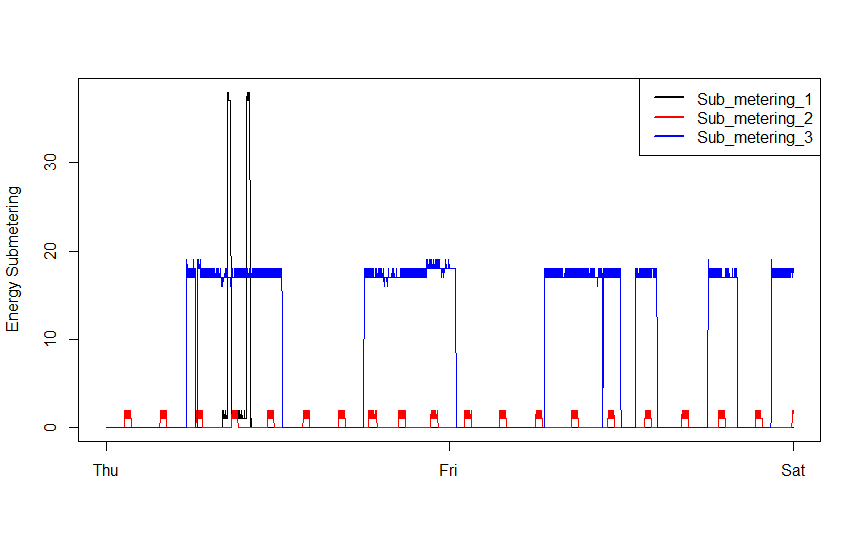 Sub_metering_1
Sub_metering_2
Sub_metering_3
Energy Submetering
30
20
10
0
Thu Fri Sat